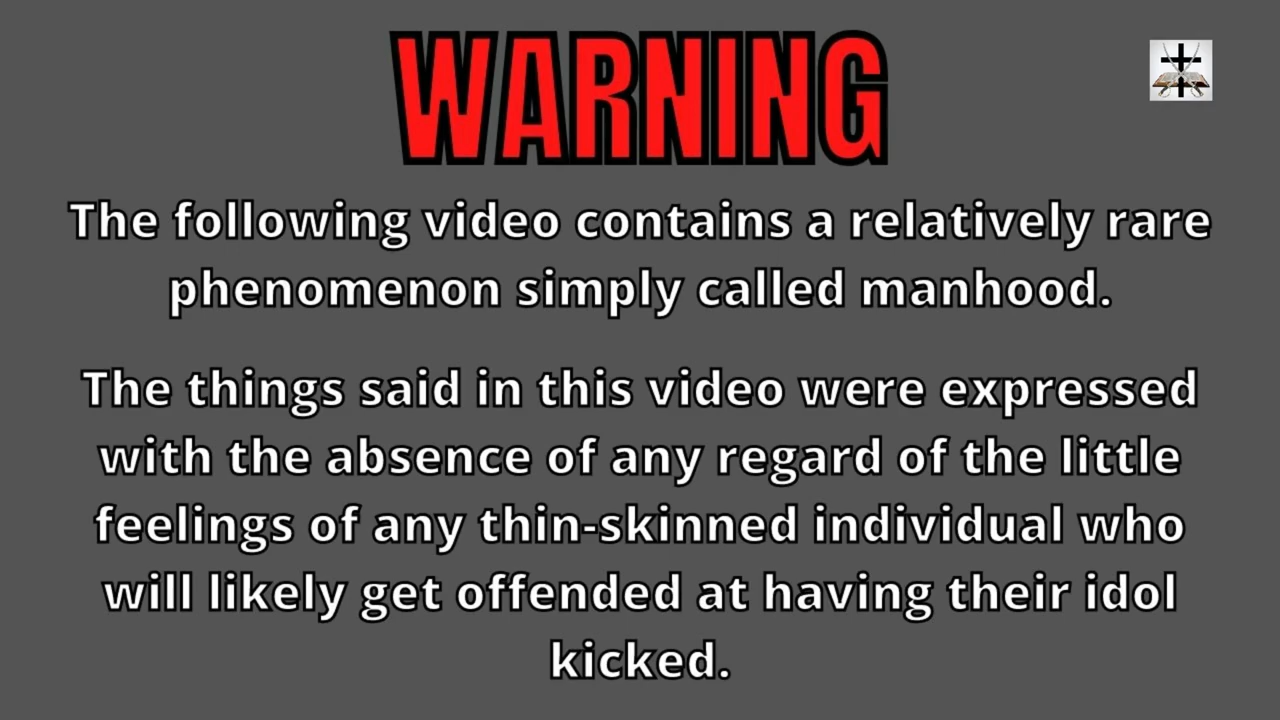 WARNING
The following video contains a relatively rare
phenomenon simply called manhood.
The things said in this video were expressed
with the absence of any regard of the little
feelings of any thin-skinned individual who
will likely get offended at having their idol
kicked.